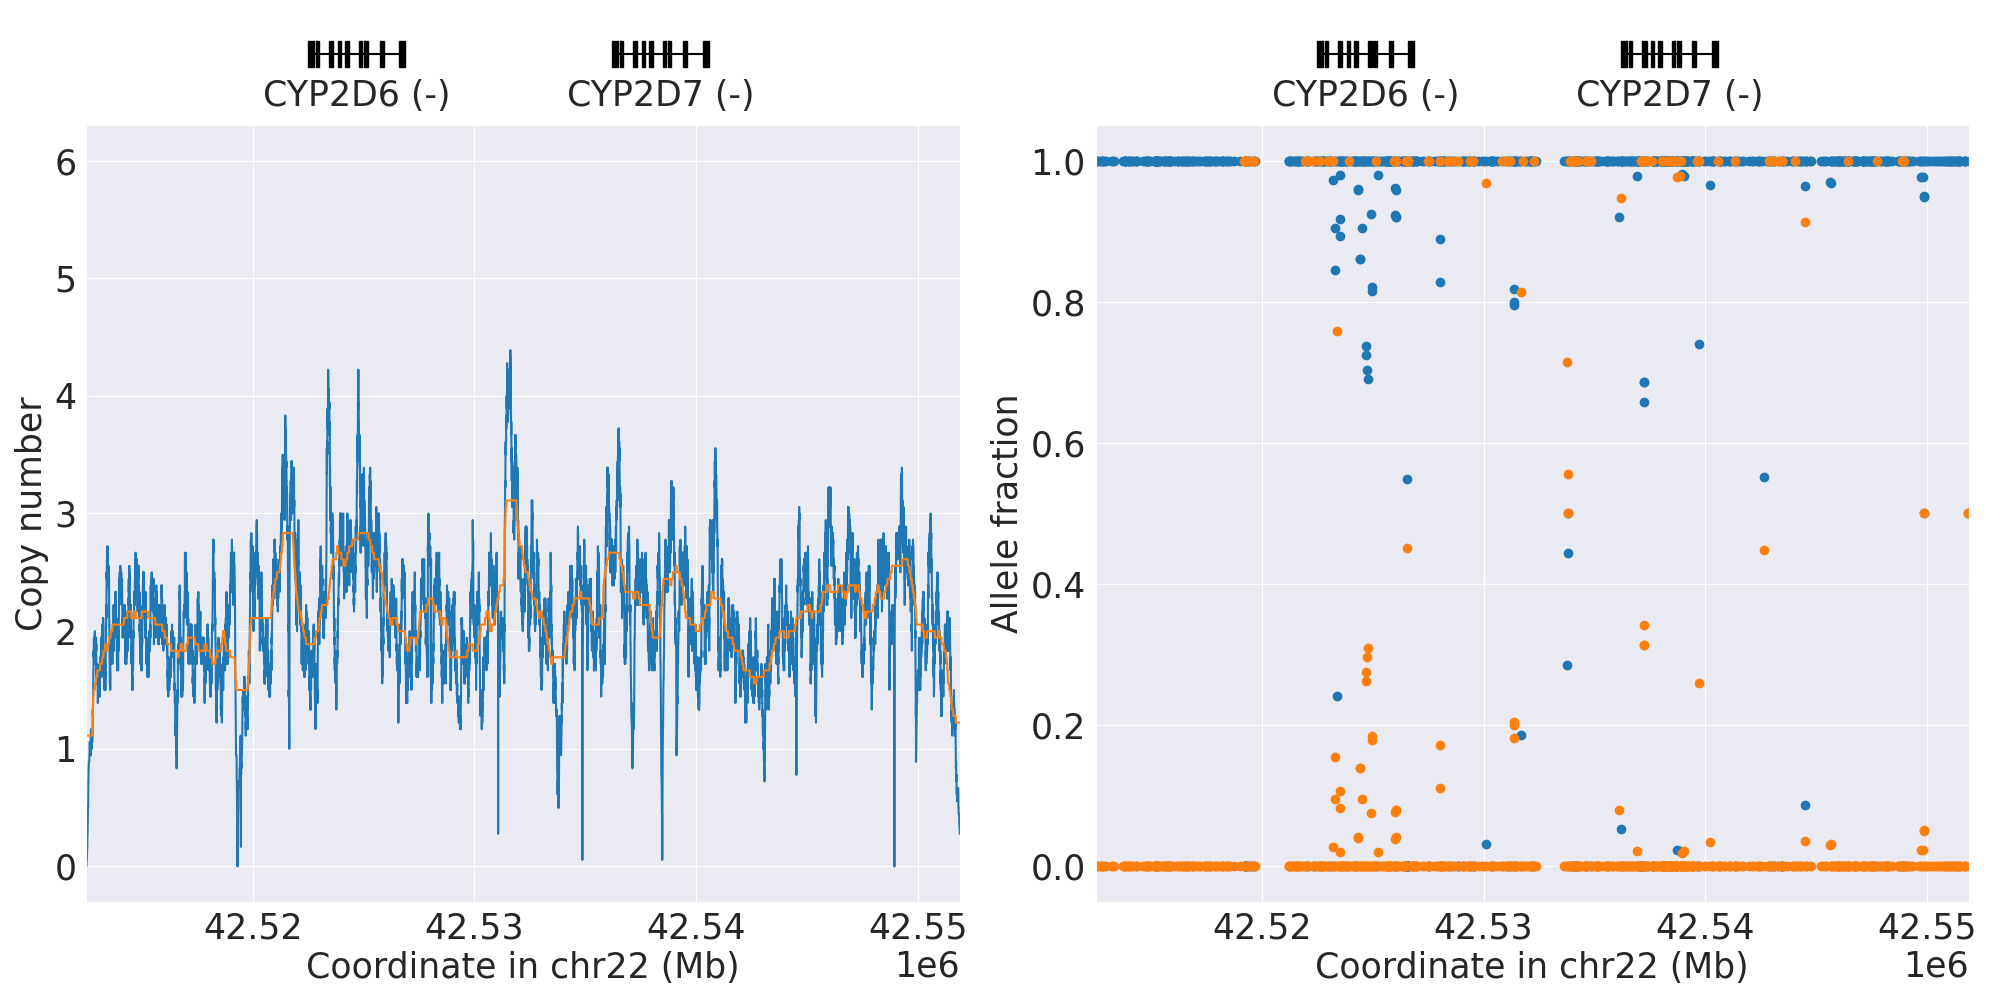 CYP2D6 (-) CYP2D7 (-)
6
5
4
3
2
1
0
Copy number
42.52 42.53 42.54 42.55
Coordinate in chr22 (Mb) 1e6
CYP2D6 (-) CYP2D7 (-)
1.0
0.8
0.6
0.4
0.2
0.0
Allele fraction
42.52 42.53 42.54 42.55
Coordinate in chr22 (Mb) 1e6